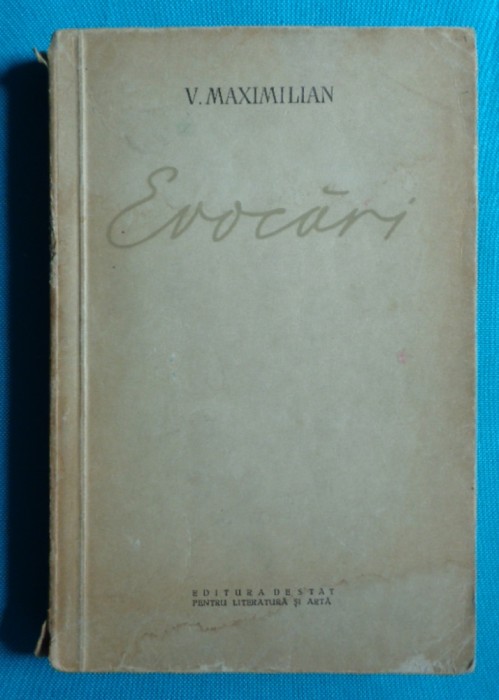 V. MAXIMILIAN
Evocări
EDITURA DE STAT
PENTRU LITERATURĂ ȘI ARTĂ